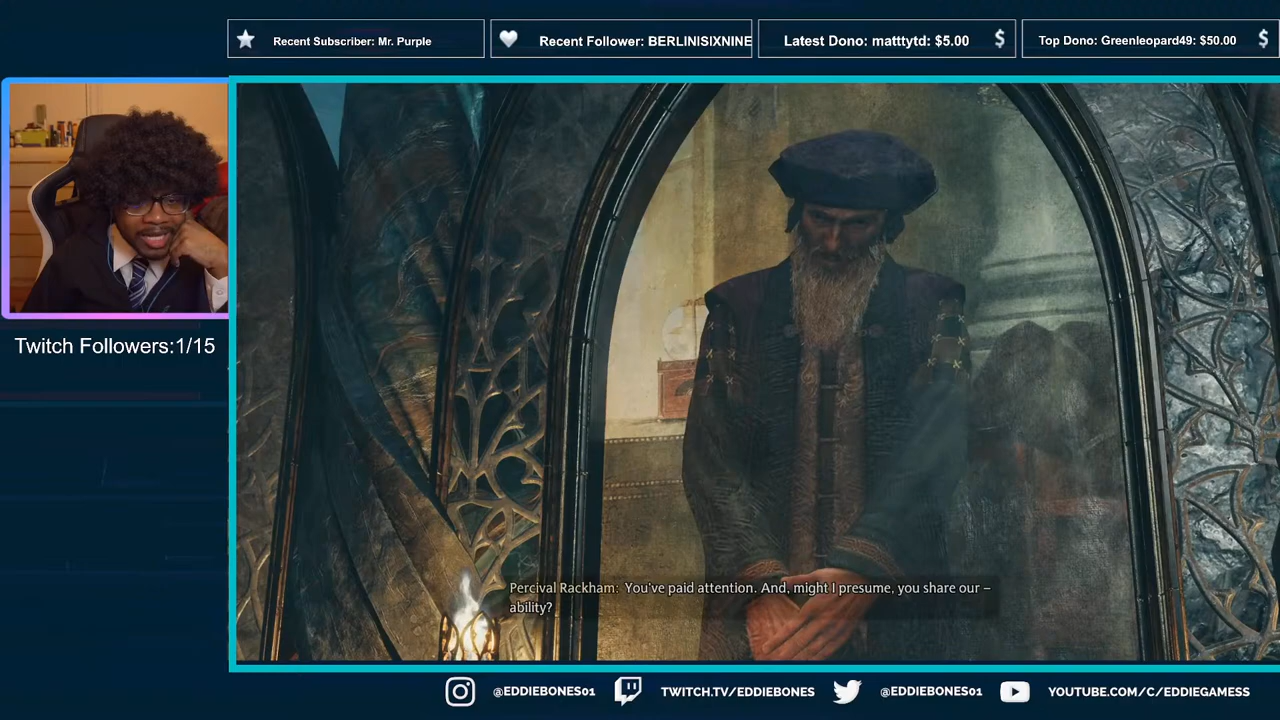 Recent Subscriber: Mr. Purple
Recent Follower: BERLINISIXNINE
Latest Dono: matttytd: $5.00
$
Top Dono: Greenleopard49: $50.00
$
Twitch Followers:1/15
Percival Rackham: You've paid attention. And, might I presume, you share our –
ability?
@EDDIEBONES01
TWITCH.TV/EDDIEBONES
@EDDIEBONES01
YOUTUBE.COM/C/EDDIEGAMESS